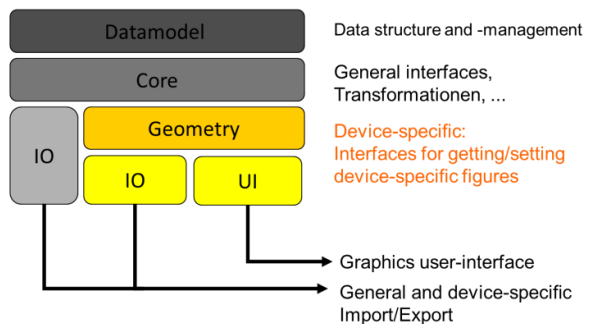 Datamodel
Data structure and -management
Core
General interfaces,
Transformationen, ...
IO
Geometry
Device-specific:
Interfaces for getting/setting
device-specific figures
IO
UI
Graphics user-interface
General and device-specific
Import/Export